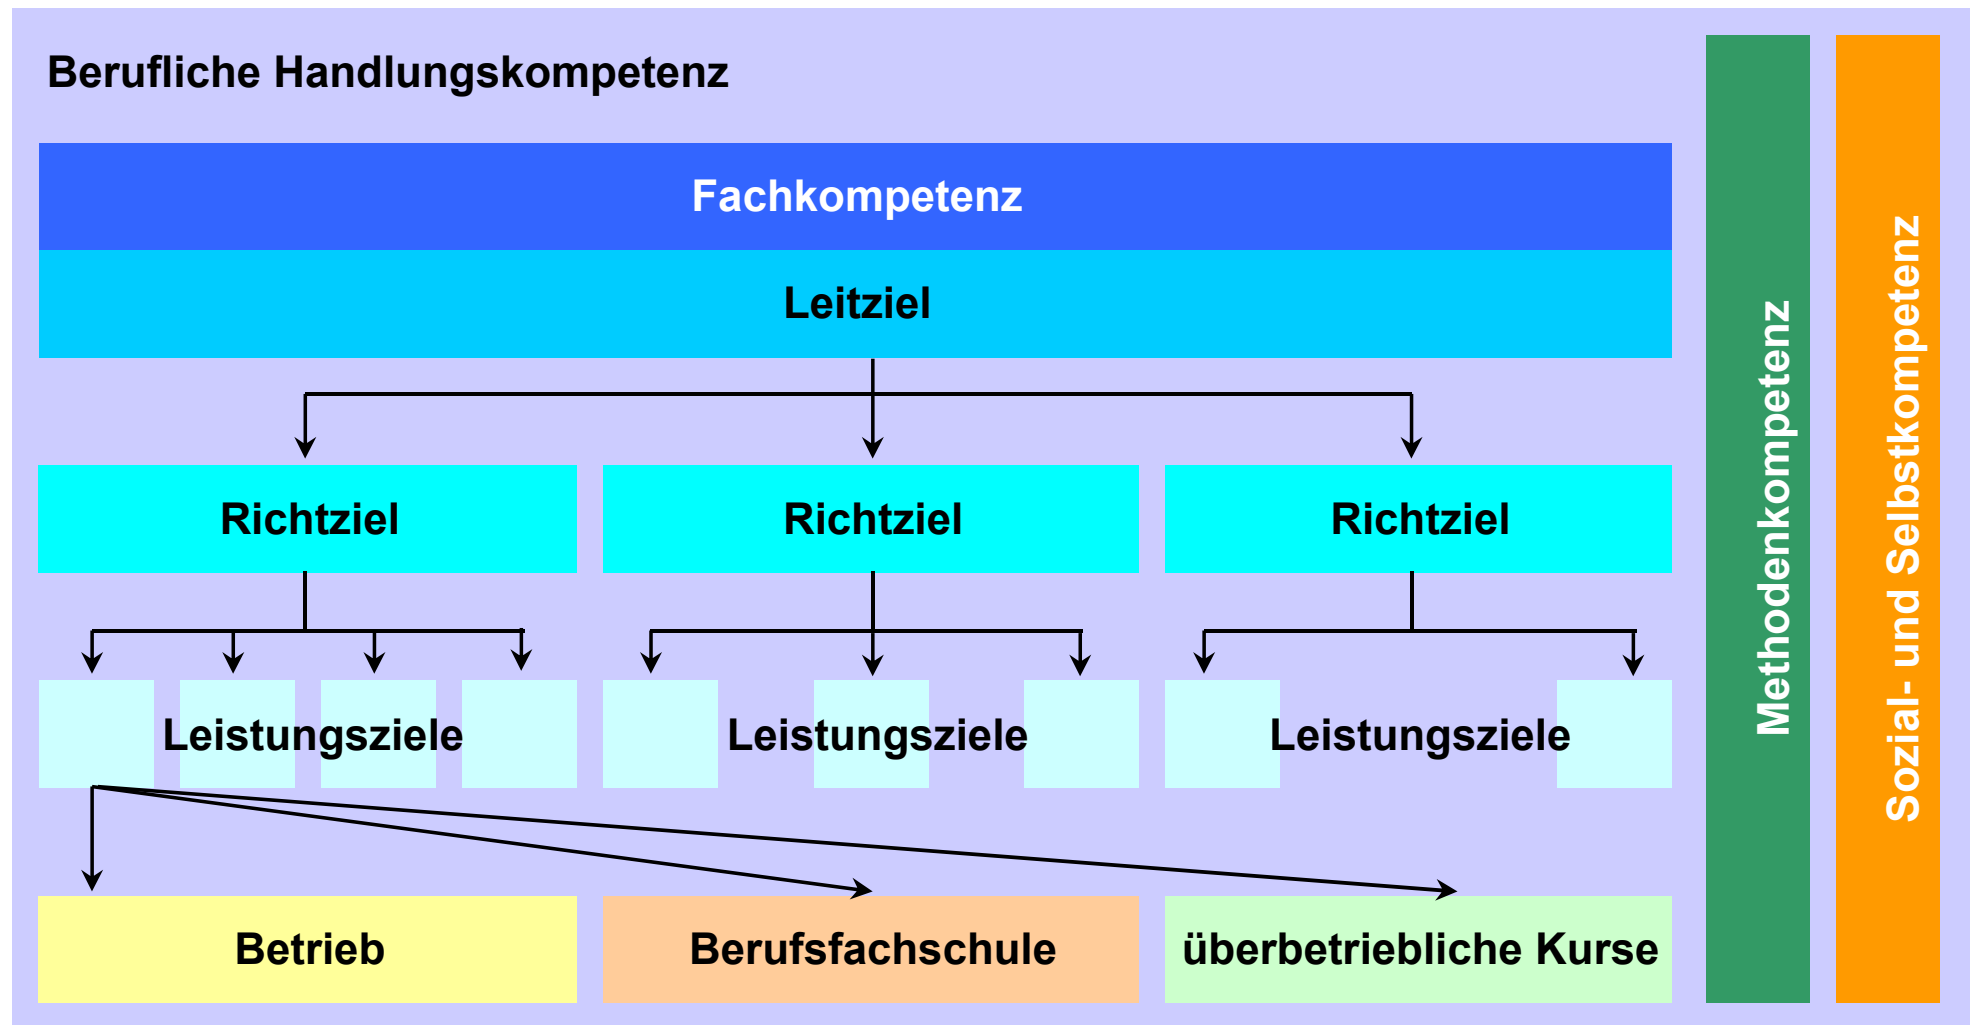 Berufliche Handlungskompetenz
Fachkompetenz
Leitziel
Richtziel
Richtziel
Richtziel
Leistungsziele
Leistungsziele
Leistungsziele
Betrieb
Berufsfachschule
überbetriebliche Kurse
Methodenkompetenz
Sozial- und Selbstkompetenz